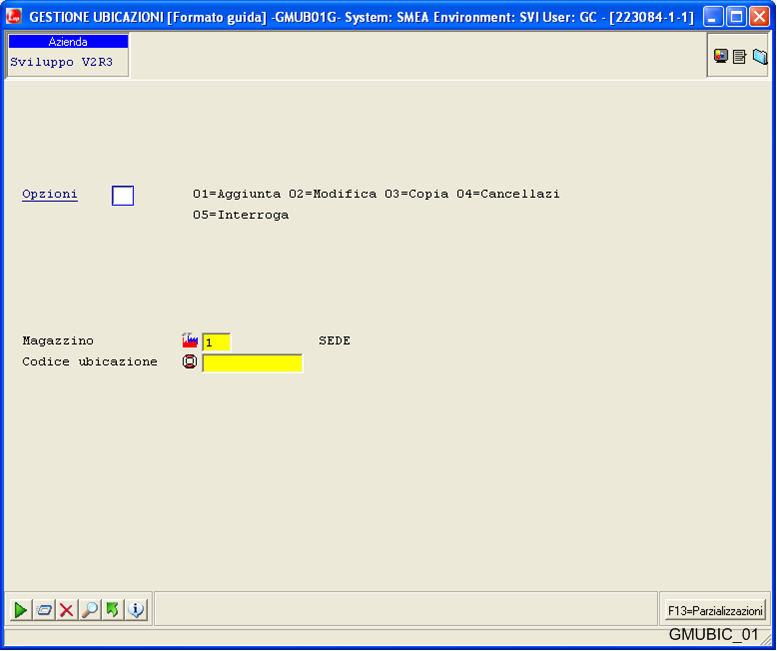 GESTIONE UBICAZIONI [Formato guida] -GMUB01G- System: SMEA Environment: SVI User: GC - [223084-1-1]
Azienda
Sviluppo V2R3
Opzioni 01=Aggiunta 02=Modifica 03=Copia 04=Cancellazi
05=Interroga
Magazzino 1 SEDE
Codice ubicazione
F13=Parzializzazioni
GMUBIC_01